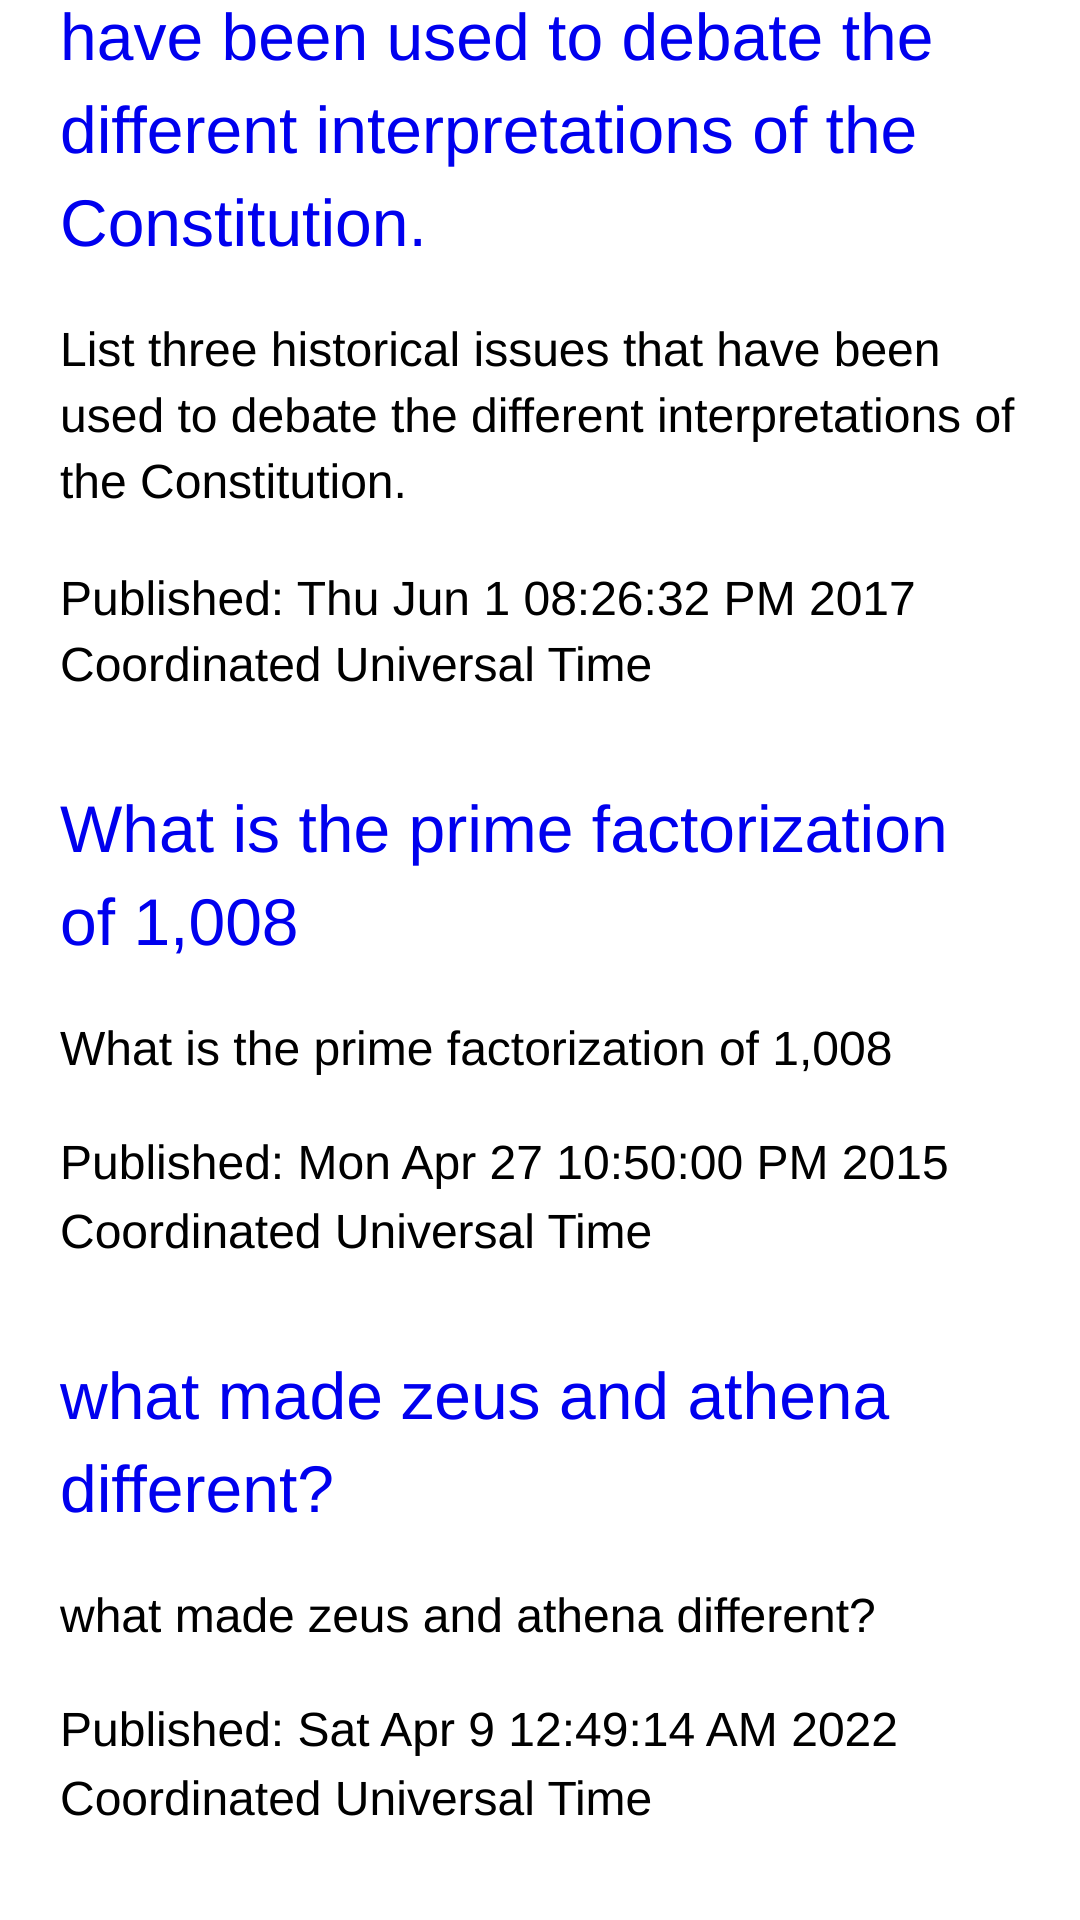 have been used to debate the
different interpretations of the
Constitution.
List three historical issues that have been
used to debate the different interpretations of
the Constitution.
Published: Thu Jun 1 08:26:32 PM 2017
Coordinated Universal Time
What is the prime factorization
of 1,008
What is the prime factorization of 1,008
Published: Mon Apr 27 10:50:00 PM 2015
Coordinated Universal Time
what made zeus and athena
different?
what made zeus and athena different?
Published: Sat Apr 9 12:49:14 AM 2022
Coordinated Universal Time